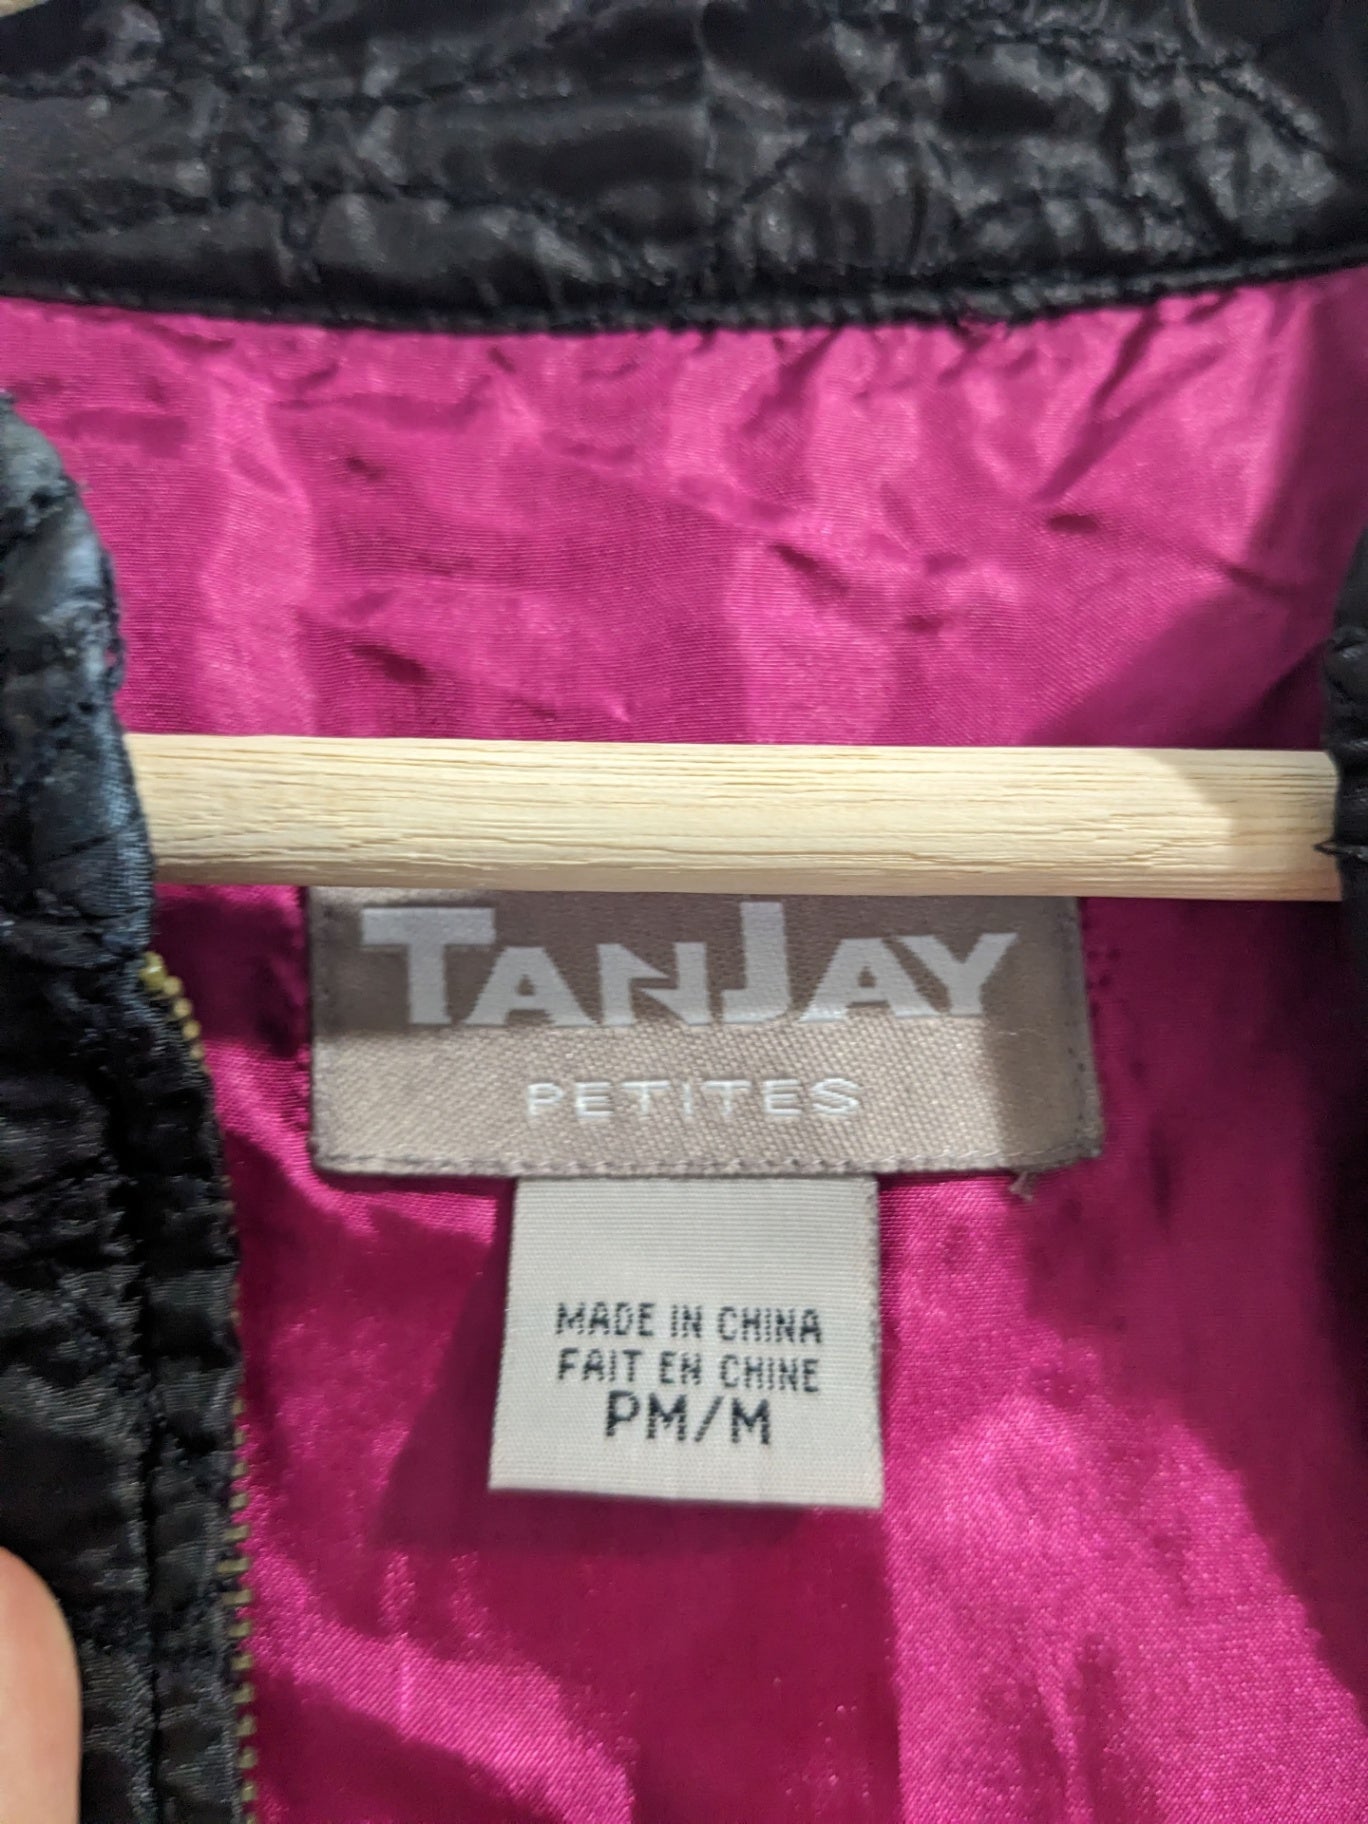 TANJAY
PETITES
MADE IN CHINA
FAIT EN CHINE
PM/M